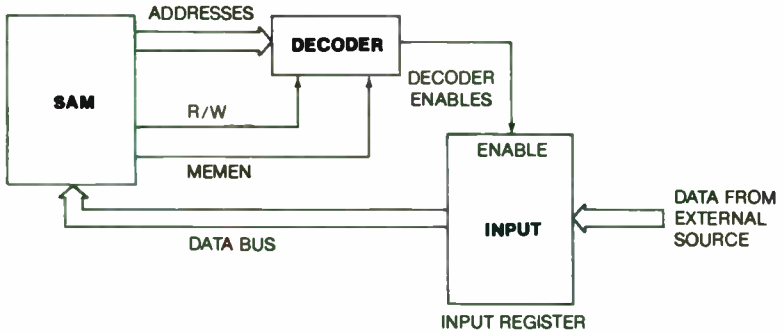 ADDRESSES
DECODER
SAM
DECODER
ENABLES
R/W
MEMEN
ENABLE
INPUT
DATA FROM
EXTERNAL
SOURCE
DATA BUS
INPUT REGISTER